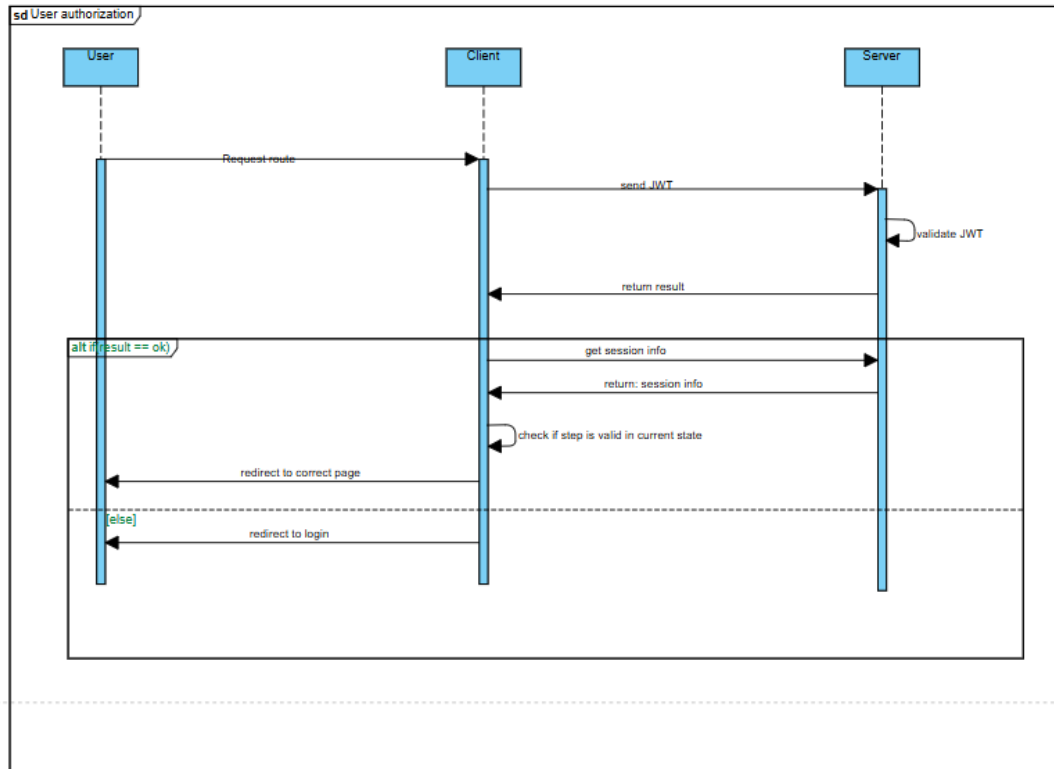 sd User authorization
User
Client
Server
Request route
send JWT
validate JWT
return result
alt if(result == ok)
get session info
return: session info
check if step is valid in current state
redirect to correct page
[else]
redirect to login